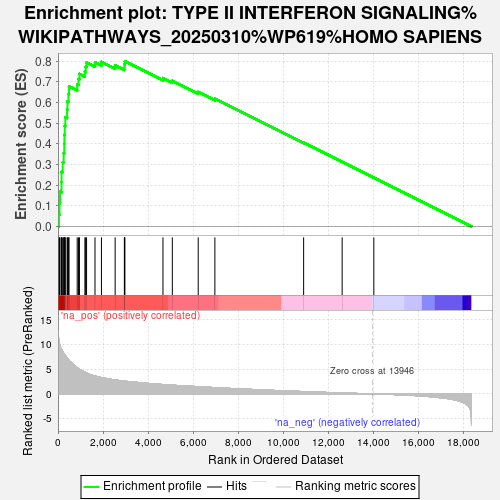 Enrichment plot: TYPE II INTERFERON SIGNALING%
WIKIPATHWAYS_20250310%WP619%HOMO SAPIENS
Enrichment score (ES)
0.8
0.7
0.6
0.5
0.4
0.3
0.2
0.1
0.0
'na_pos' (positively correlated)
Ranked list metric (PreRanked)
15
10
5
0
-5
Zero cross at 13946
'na_neg' (negatively correlated)
0 2,000 4,000 6,000 8,000 10,000 12,000 14,000 16,000 18,000
Rank in Ordered Dataset
Enrichment profile Hits Ranking metric scores